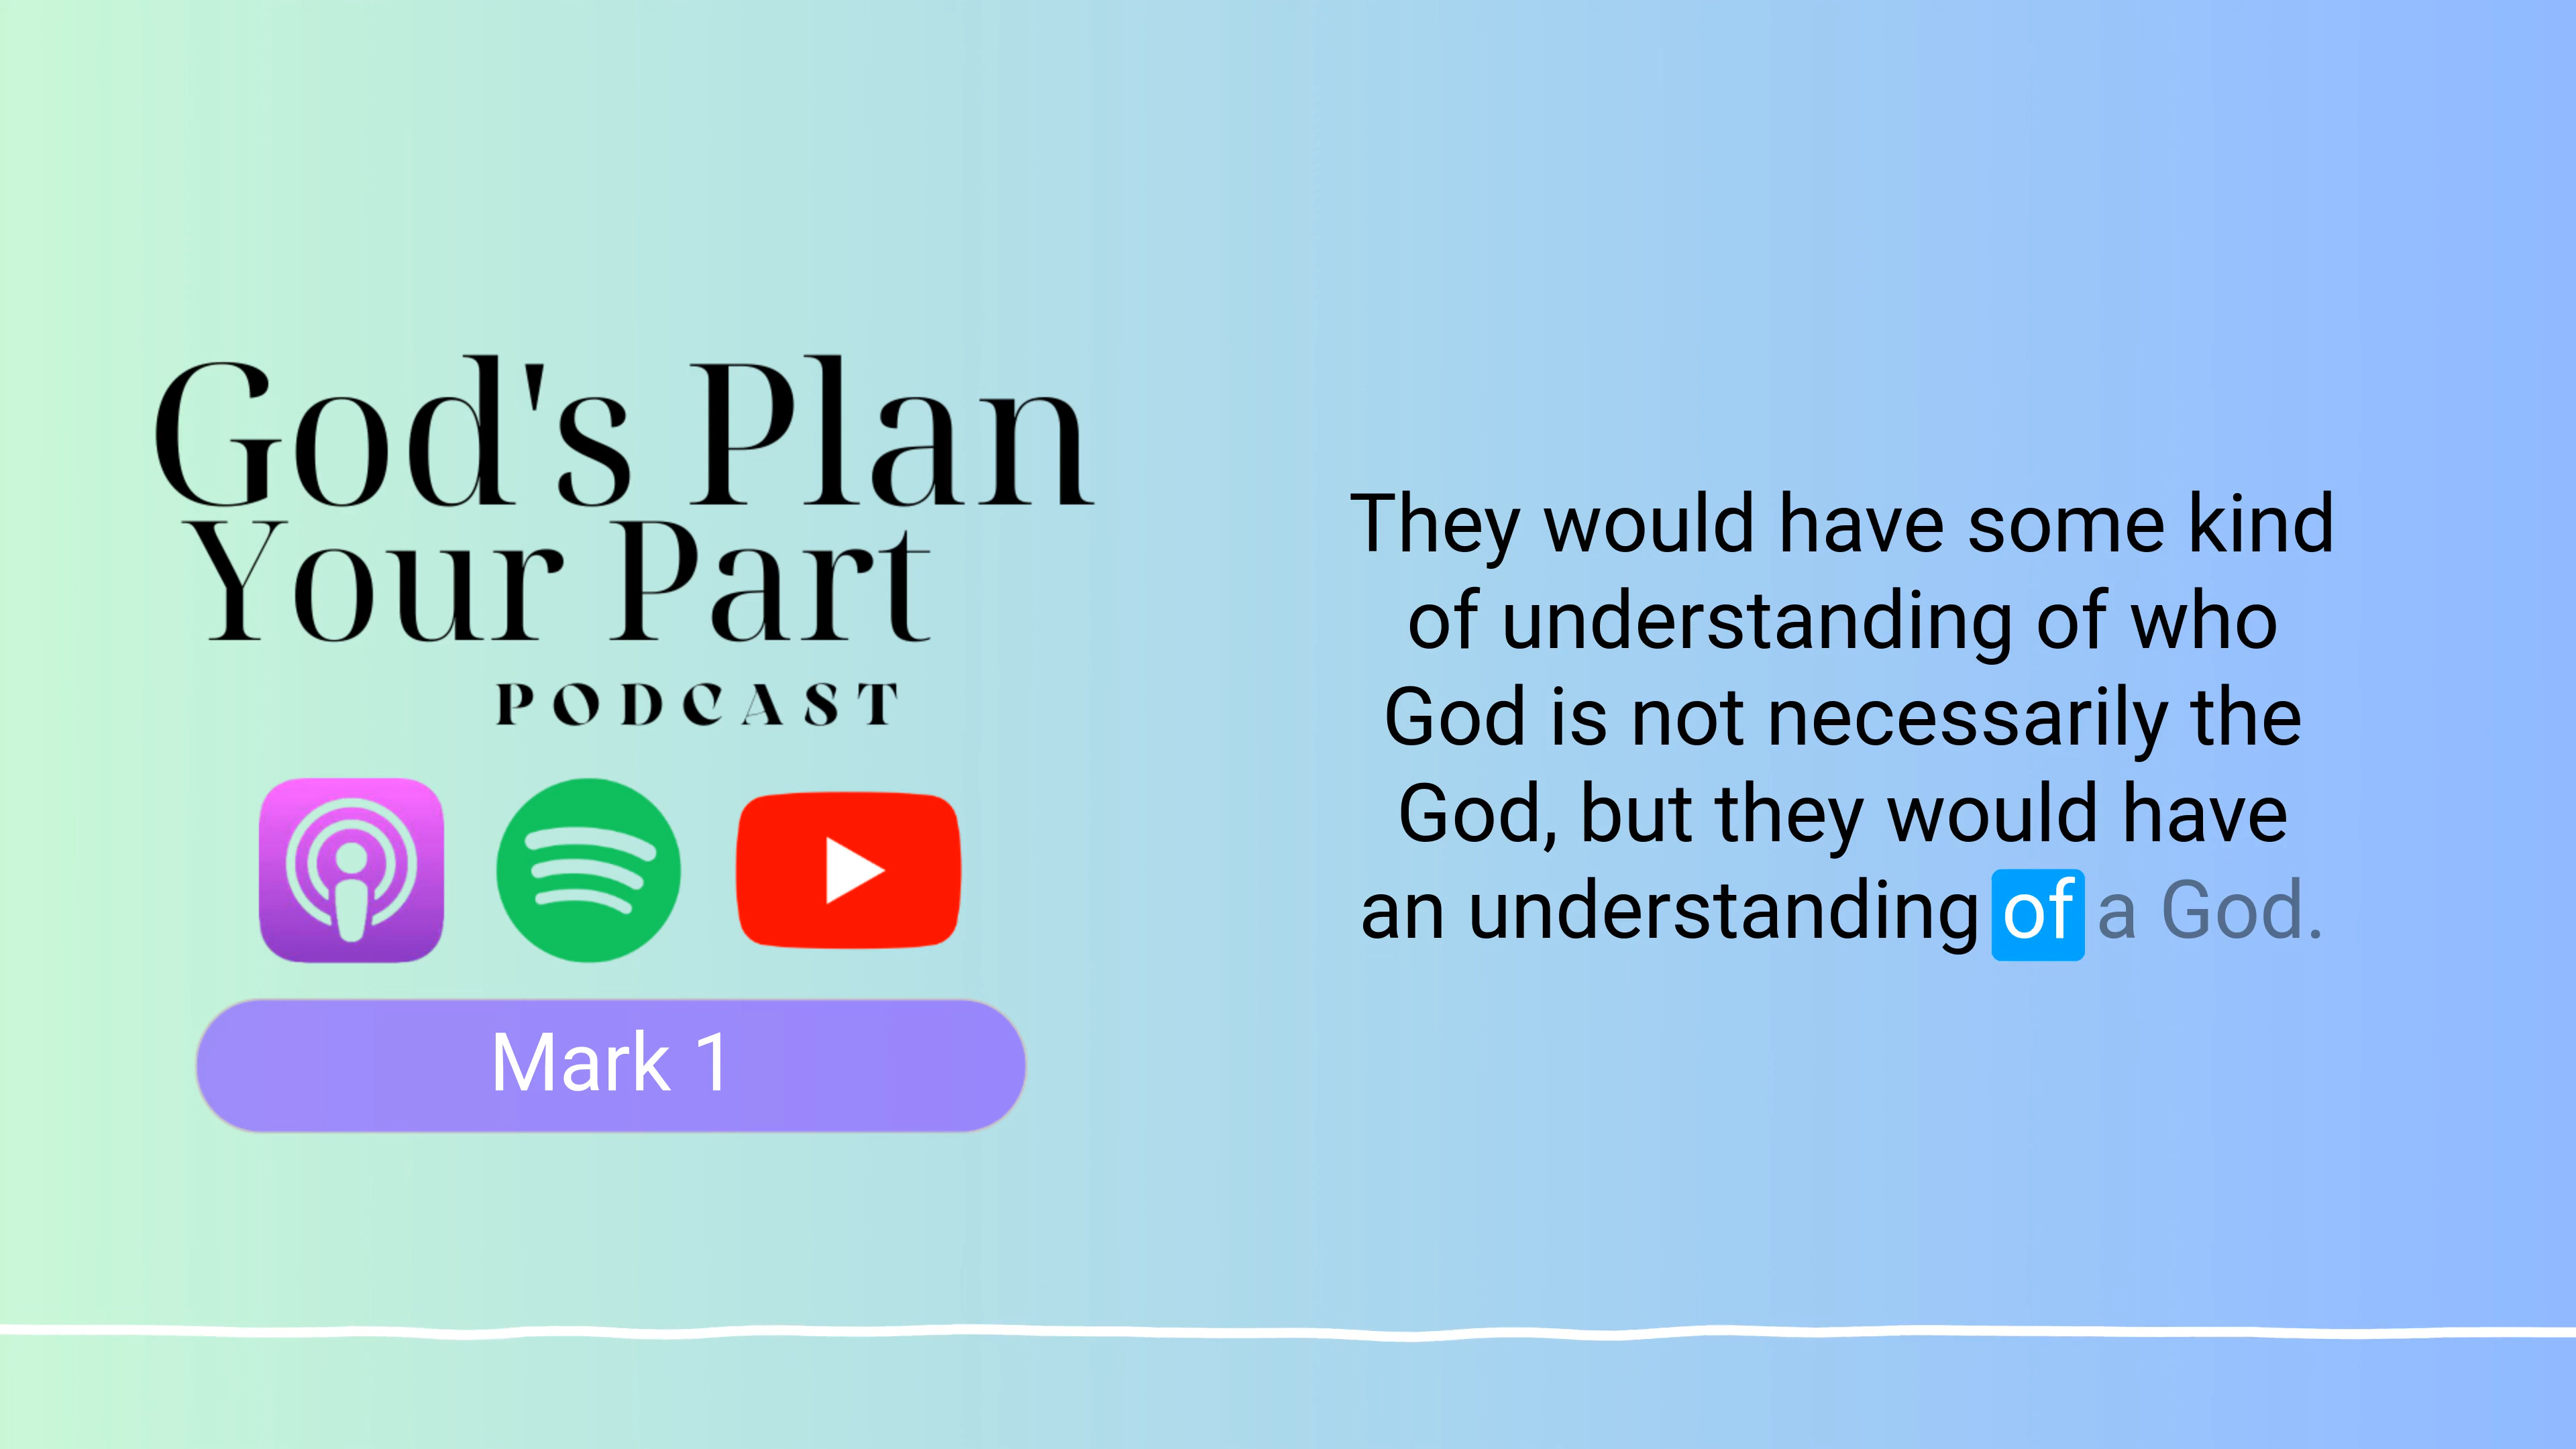 God's Plan
Your Part
PODCAST
Mark 1
They would have some kind
of understanding of who
God is not necessarily the
God, but they would have
an understanding of a God.